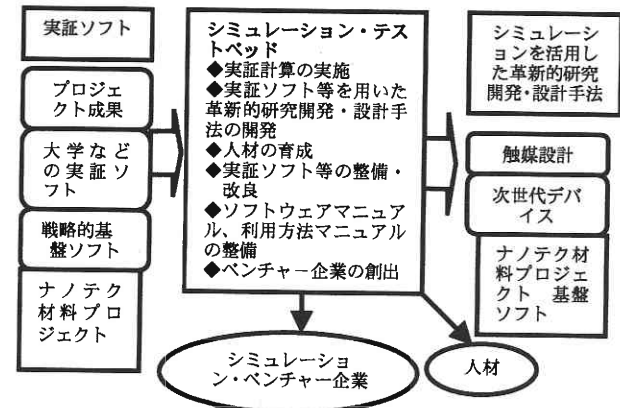 実証ソフト
プロジェ
クト成果
大学など
の実証ソ
フト
戦略的基
盤ソフト
ナノテク
材料プロ
ジェクト
シミュレーション・テス
トベッド
◆実証計算の実施
◆実証ソフト等を用いた
革新的研究開発・設計手
法の開発
◆人材の育成
◆実証ソフト等の整備・
改良
◆ソフトウェアマニュア
ル、利用方法マニュアル
の整備
◆ベンチャー企業の創出
シミュレー
ションを活用し
た革新的研究
開発・設計手法
触媒設計
次世代デバ
イス
ナノテク材
料プロジェ
クト 基盤
ソフト
シミュレーショ
ン・ベンチャー企業
人材